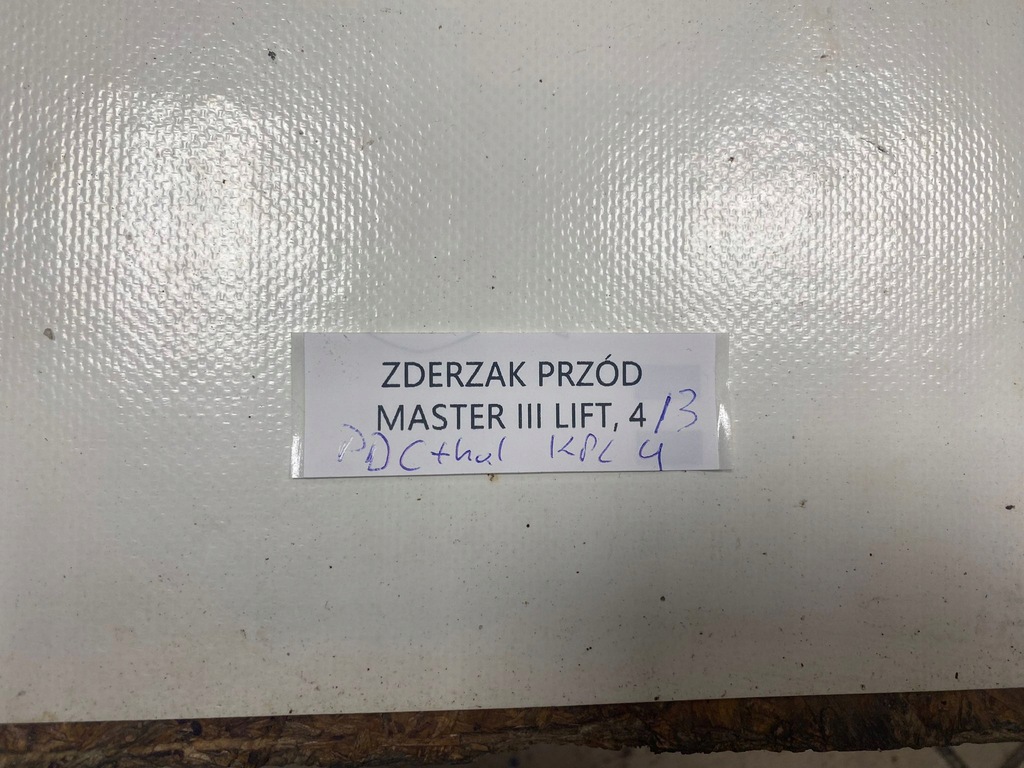 ZDERZAK PRZÓD
MASTER III LIFT, 4/3
PDC + hal KPL 4